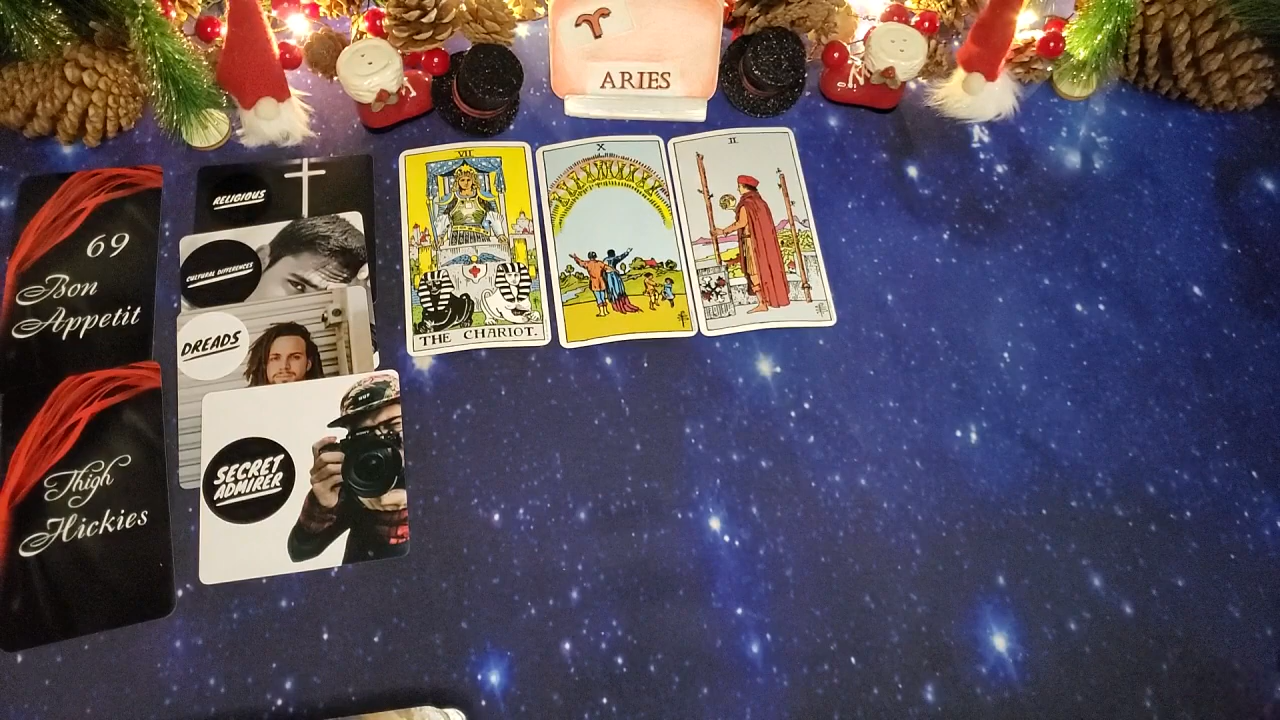 ARIES
69
Bon
Appetit
Thigh
Hickies
RELIGIOUS
CULTURAL DIFFERENCES
DREADS
SECRET
ADMIRER
VII
THE CHARIOT.
X
II